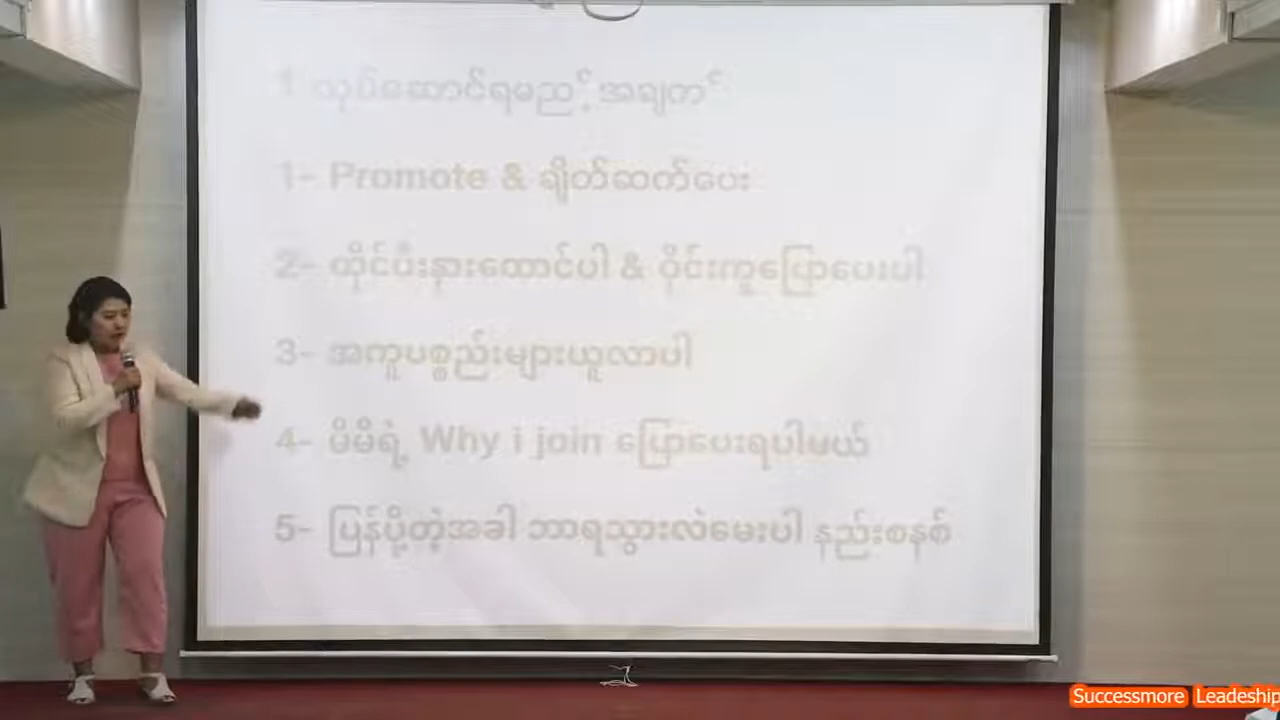 1 လုပ်ဆောင်ရမည့် အချက်
1- Promote & ချိတ်ဆက်ပေး
2- ထိုင်ပီးနားထောင်ပါ & ဝိုင်းကူပြောပေးပါ
3- အကူပစ္စည်းများယူလာပါ
4- မိမိရဲ့ Why i join ပြောပေးရပါမယ်
5- ပြန်ပို့တဲ့အခါ ဘာရသွားလဲမေးပါ နည်းစနစ်
Successmore Leadeship